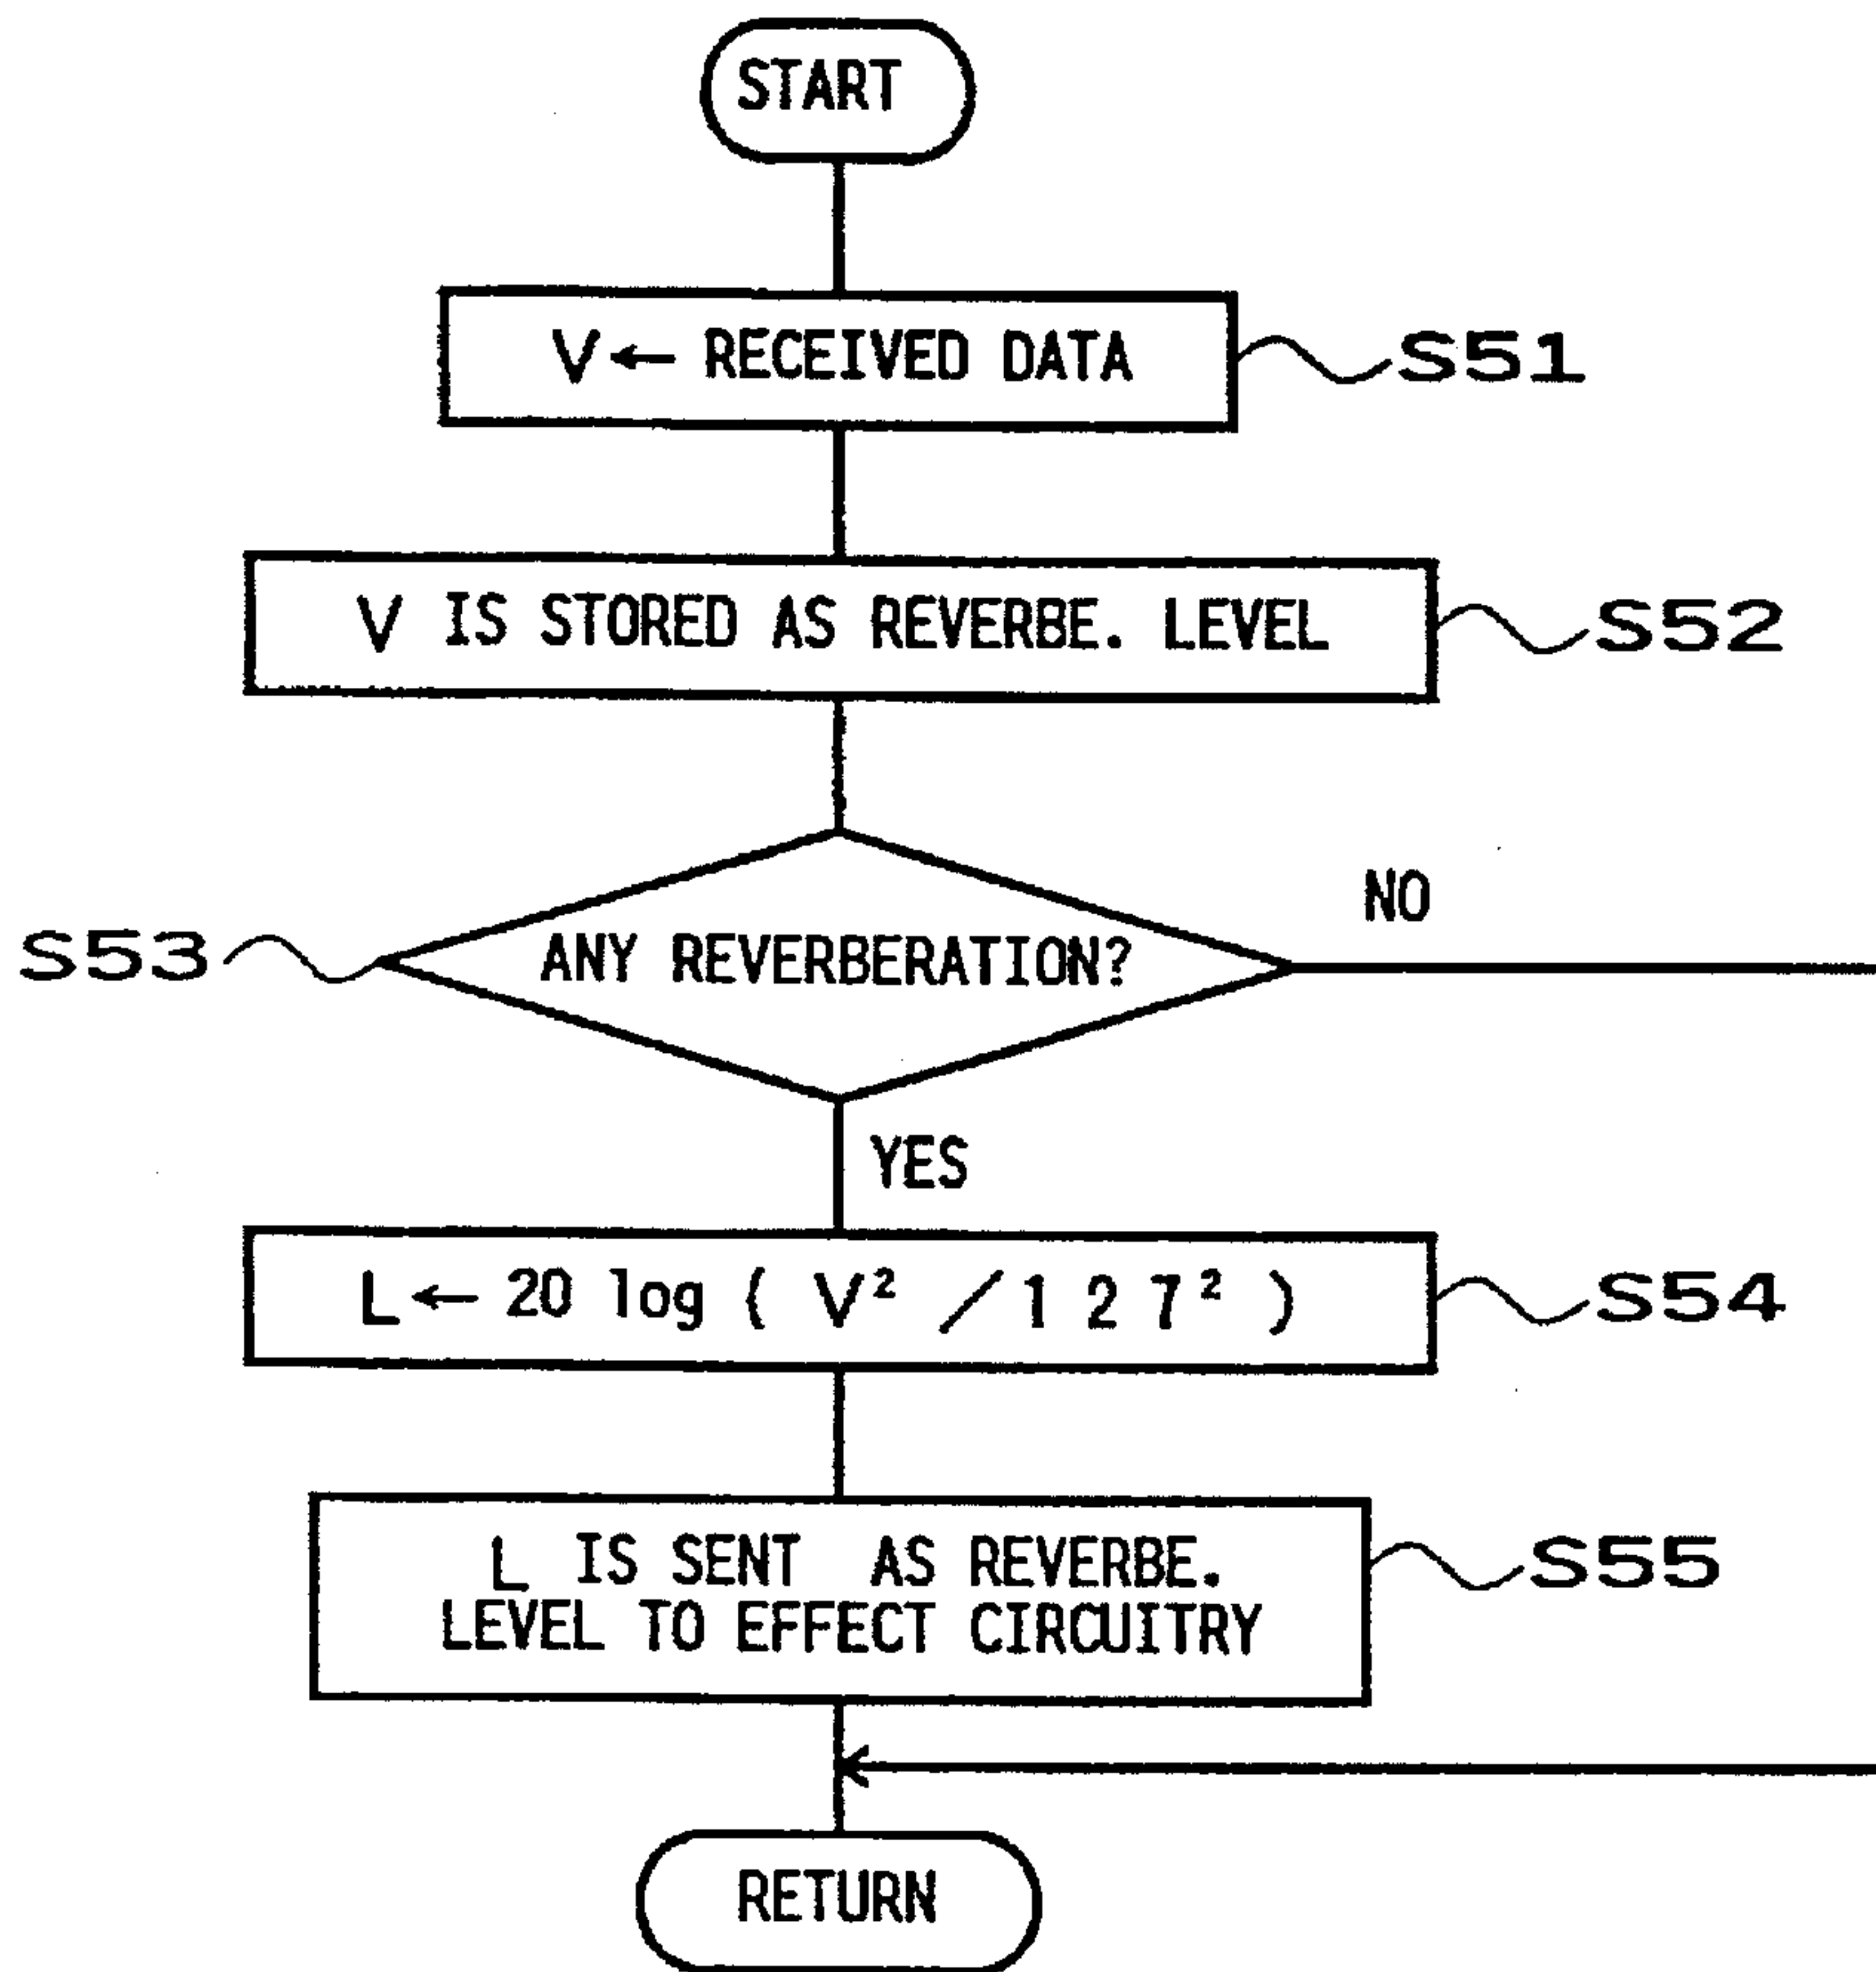 START
V← RECEIVED DATA
S51
V IS STORED AS REVERBE. LEVEL
S52
NO
S53
ANY REVERBERATION?
YES
L← 20 log ( V² /1 2 7² )
S54
L IS SENT AS REVERBE.
LEVEL TO EFFECT CIRCUITRY
S55
RETURN